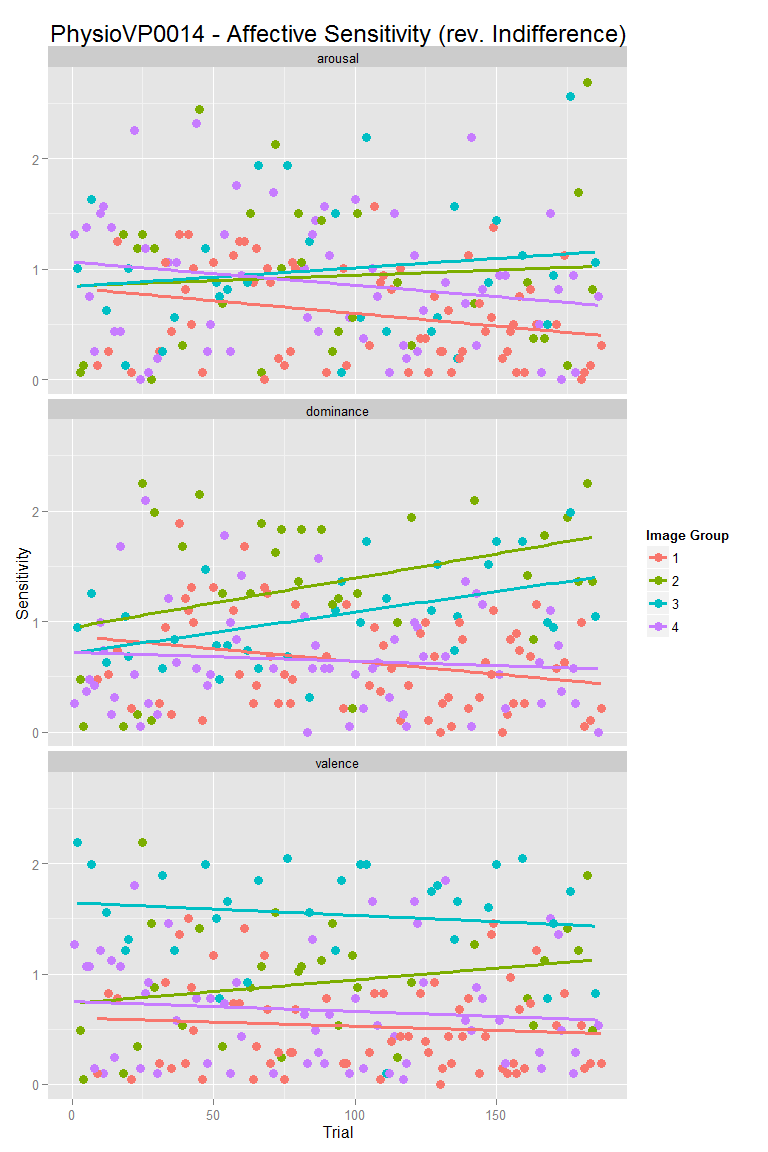 PhysioVP0014 - Affective Sensitivity (rev. Indifference)
arousal
2
1
0
dominance
2
1
0
valence
2
1
0
0 50 100 150
Trial
Sensitivity
Image Group
1
2
3
4